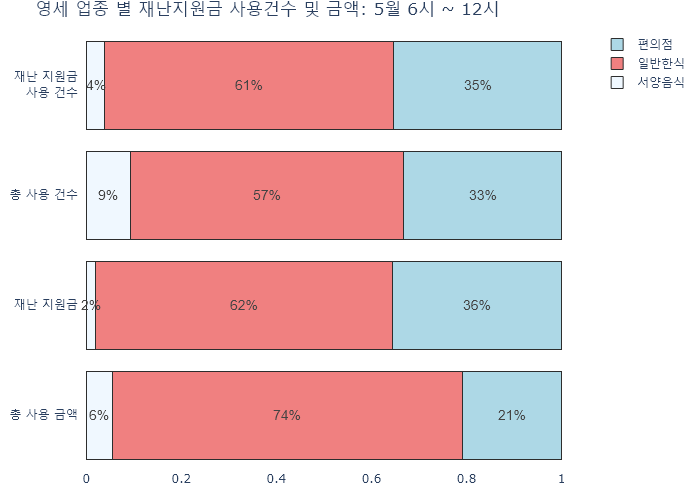 영세 업종 별 재난지원금 사용건수 및 금액: 5월 6시 ~ 12시
편의점
일반한식
서양음식
재난 지원금
사용 건수
4%
61%
35%
총 사용 건수
9%
57%
33%
재난 지원금
2%
62%
36%
총 사용 금액
6%
74%
21%
0
0.2
0.4
0.6
0.8
1